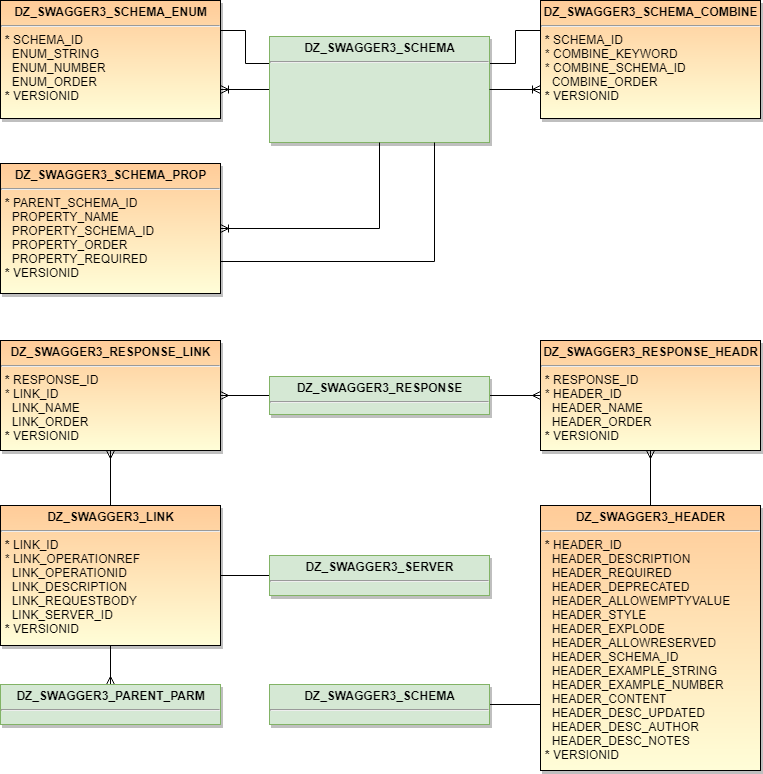 DZ_SWAGGER3_SCHEMA_ENUM
* SCHEMA_ID
ENUM_STRING
ENUM_NUMBER
ENUM_ORDER
* VERSIONID
DZ_SWAGGER3_SCHEMA
DZ_SWAGGER3_SCHEMA_COMBINE
* SCHEMA_ID
* COMBINE_KEYWORD
* COMBINE_SCHEMA_ID
COMBINE_ORDER
* VERSIONID
DZ_SWAGGER3_SCHEMA_PROP
* PARENT_SCHEMA_ID
PROPERTY_NAME
PROPERTY_SCHEMA_ID
PROPERTY_ORDER
PROPERTY_REQUIRED
* VERSIONID
DZ_SWAGGER3_RESPONSE_LINK
* RESPONSE_ID
* LINK_ID
LINK_NAME
LINK_ORDER
* VERSIONID
DZ_SWAGGER3_RESPONSE
DZ_SWAGGER3_RESPONSE_HEADR
* RESPONSE_ID
* HEADER_ID
HEADER_NAME
HEADER_ORDER
* VERSIONID
DZ_SWAGGER3_LINK
* LINK_ID
* LINK_OPERATIONREF
LINK_OPERATIONID
LINK_DESCRIPTION
LINK_REQUESTBODY
LINK_SERVER_ID
* VERSIONID
DZ_SWAGGER3_SERVER
DZ_SWAGGER3_HEADER
* HEADER_ID
HEADER_DESCRIPTION
HEADER_REQUIRED
HEADER_DEPRECATED
HEADER_ALLOWEMPTYVALUE
HEADER_STYLE
HEADER_EXPLODE
HEADER_ALLOWRESERVED
HEADER_SCHEMA_ID
HEADER_EXAMPLE_STRING
HEADER_EXAMPLE_NUMBER
HEADER_CONTENT
HEADER_DESC_UPDATED
HEADER_DESC_AUTHOR
HEADER_DESC_NOTES
* VERSIONID
DZ_SWAGGER3_PARENT_PARM
DZ_SWAGGER3_SCHEMA